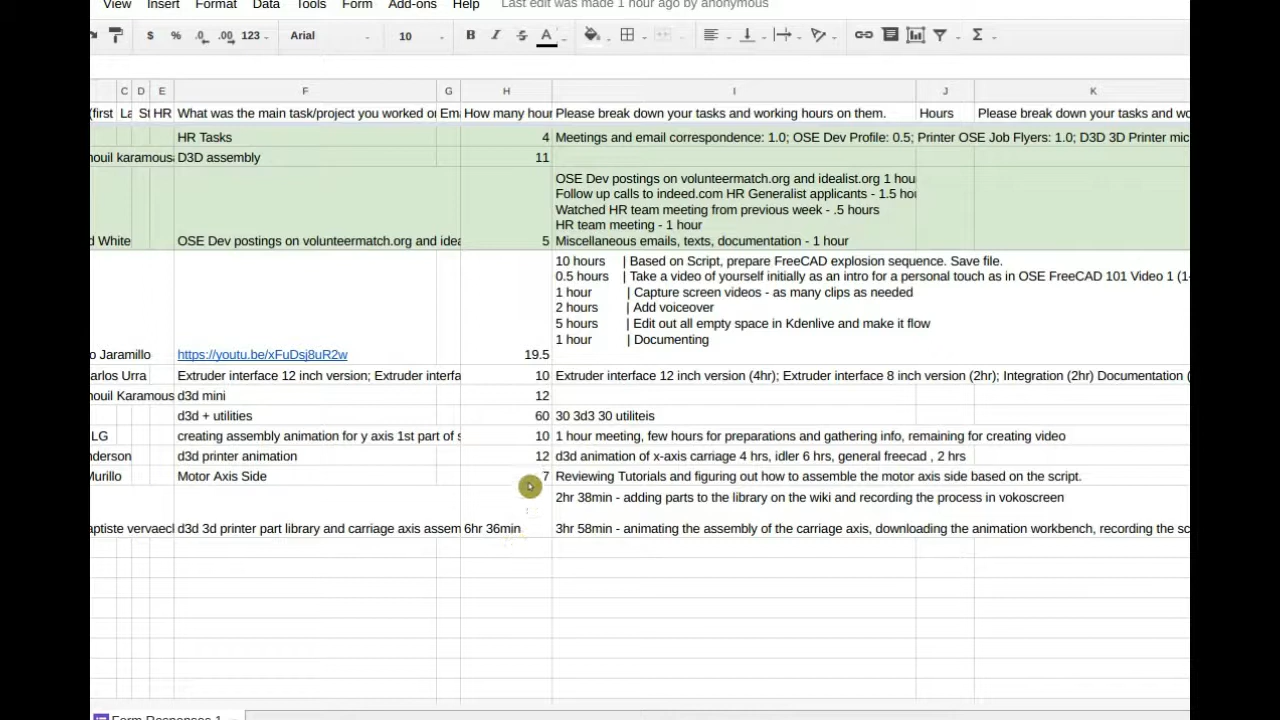 View Insert Format Data Tools Form Add-ons Help Last edit was made 1 hour ago by anonymous
$ % .0 .00 123 Arial 10 B I S A Σ
C D E F G H I J K
(first La St HR What was the main task/project you worked or Ema How many hour Please break down your tasks and working hours on them. Hours Please break down your tasks and wo
HR Tasks 4 Meetings and email correspondence: 1.0; OSE Dev Profile: 0.5; Printer OSE Job Flyers: 1.0; D3D 3D Printer mic
nouil karamousa D3D assembly 11
OSE Dev postings on volunteermatch.org and idealist.org 1 hour
Follow up calls to indeed.com HR Generalist applicants - 1.5 hou
Watched HR team meeting from previous week - .5 hours
HR team meeting - 1 hour
d White OSE Dev postings on volunteermatch.org and idea 5 Miscellaneous emails, texts, documentation - 1 hour
10 hours | Based on Script, prepare FreeCAD explosion sequence. Save file.
0.5 hours | Take a video of yourself initially as an intro for a personal touch as in OSE FreeCAD 101 Video 1 (1-
1 hour | Capture screen videos - as many clips as needed
2 hours | Add voiceover
5 hours | Edit out all empty space in Kdenlive and make it flow
1 hour | Documenting
o Jaramillo https://youtu.be/xFuDsj8uR2w 19.5
arlos Urra Extruder interface 12 inch version; Extruder interfa 10 Extruder interface 12 inch version (4hr); Extruder interface 8 inch version (2hr); Integration (2hr) Documentation (
nouil Karamous d3d mini 12
d3d + utilities 60 30 3d3 30 utiliteis
LG creating assembly animation for y axis 1st part of s 10 1 hour meeting, few hours for preparations and gathering info, remaining for creating video
nderson d3d printer animation 12 d3d animation of x-axis carriage 4 hrs, idler 6 hrs, general freecad , 2 hrs
Murillo Motor Axis Side 7 Reviewing Tutorials and figuring out how to assemble the motor axis side based on the script.
2hr 38min - adding parts to the library on the wiki and recording the process in vokoscreen
aptiste vervaecl d3d 3d printer part library and carriage axis assem 6hr 36min 3hr 58min - animating the assembly of the carriage axis, downloading the animation workbench, recording the sc
Form Responses 1